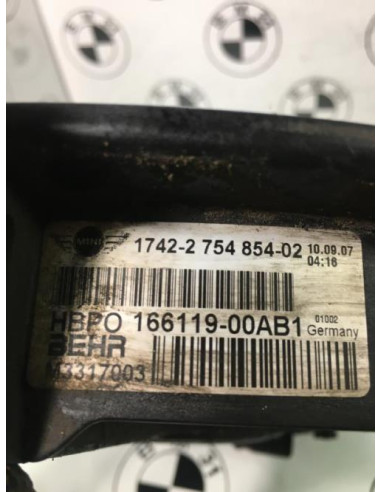 MINI 1742-2 754 854-02 10.09.07
04:16
HBPO 166119-00AB1 01002
BEHR Germany
M3317003